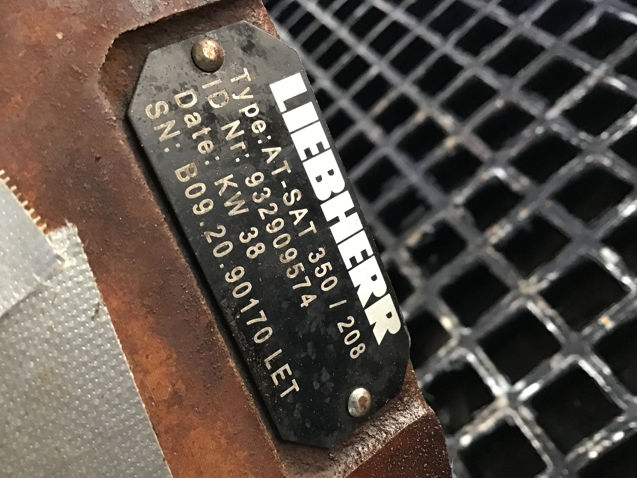 LIEBHERR
Type: AT-SAT 350 / 208
ID Nr: 932909574
Date: KW 38
SN: B09.20.90170 LET